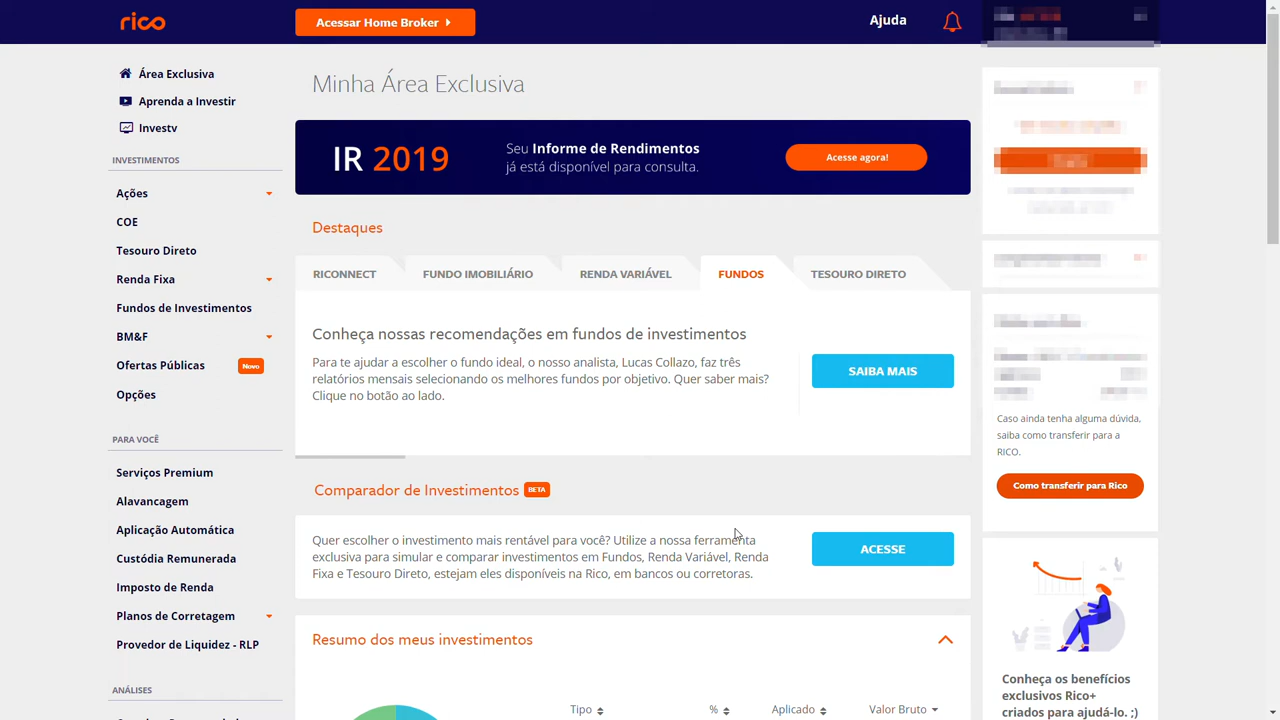 rico
Acessar Home Broker
Ajuda
Área Exclusiva
Aprenda a Investir
Investv
INVESTIMENTOS
Ações
COE
Tesouro Direto
Renda Fixa
Fundos de Investimentos
BM&F
Ofertas Públicas Novo
Opções
PARA VOCÊ
Serviços Premium
Alavancagem
Aplicação Automática
Custódia Remunerada
Imposto de Renda
Planos de Corretagem
Provedor de Liquidez - RLP
ANÁLISES
Minha Área Exclusiva
IR 2019
Seu Informe de Rendimentos
já está disponível para consulta.
Acesse agora!
Destaques
RICONNECT
FUNDO IMOBILIÁRIO
RENDA VARIÁVEL
FUNDOS
TESOURO DIRETO
Conheça nossas recomendações em fundos de investimentos
Para te ajudar a escolher o fundo ideal, o nosso analista, Lucas Collazo, faz três
relatórios mensais selecionando os melhores fundos por objetivo. Quer saber mais?
Clique no botão ao lado.
SAIBA MAIS
Comparador de Investimentos BETA
Quer escolher o investimento mais rentável para você? Utilize a nossa ferramenta
exclusiva para simular e comparar investimentos em Fundos, Renda Variável, Renda
Fixa e Tesouro Direto, estejam eles disponíveis na Rico, em bancos ou corretoras.
ACESSE
Resumo dos meus investimentos
Tipo
%
Aplicado
Valor Bruto
Caso ainda tenha alguma dúvida,
saiba como transferir para a
RICO.
Como transferir para Rico
Conheça os benefícios
exclusivos Rico+
criados para ajudá-lo. ;)